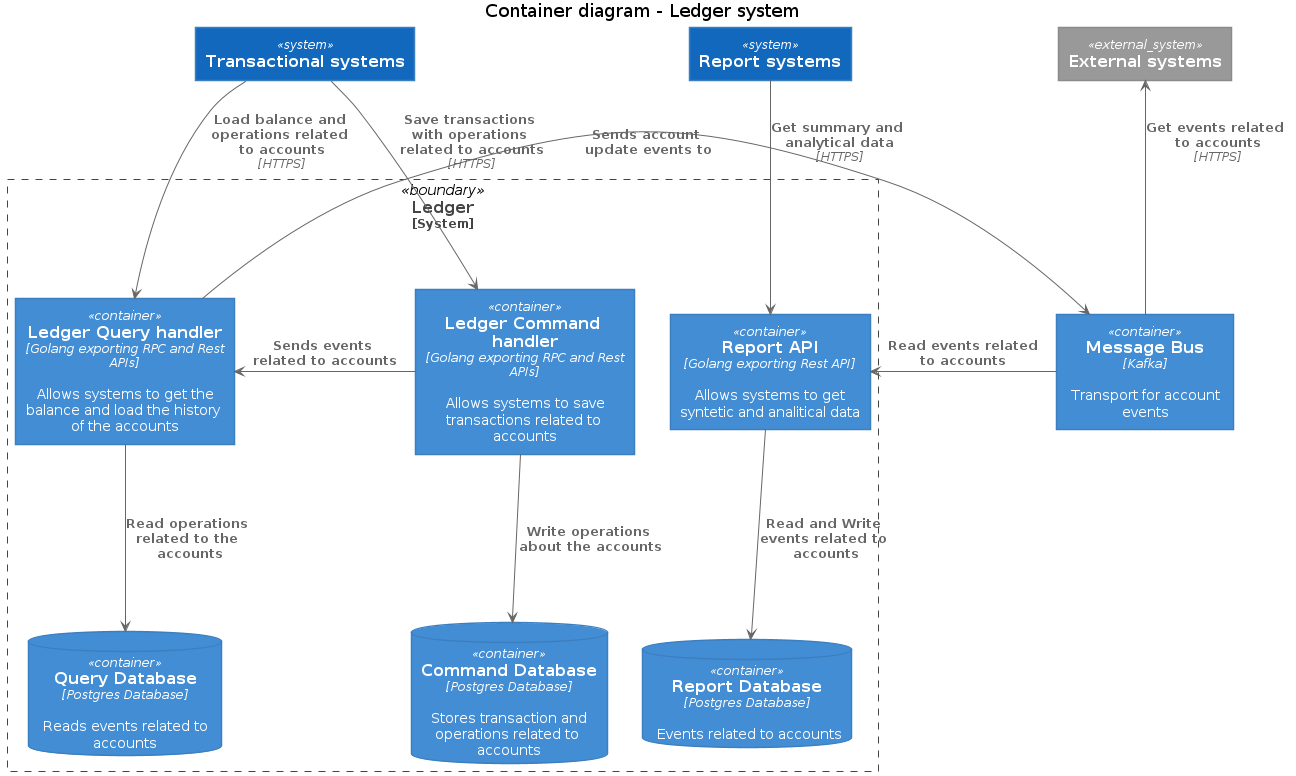 Container diagram - Ledger system
«system»
Transactional systems
«system»
Report systems
«external_system»
External systems
Load balance and
operations related
to accounts
[HTTPS]
Save transactions
with operations
related to accounts
[HTTPS]
Sends account
update events to
Get summary and
analytical data
[HTTPS]
Get events related
to accounts
[HTTPS]
«boundary»
Ledger
[System]
«container»
Ledger Query handler
[Golang exporting RPC and Rest
APIs]
Allows systems to get the
balance and load the history
of the accounts
Sends events
related to accounts
«container»
Ledger Command
handler
[Golang exporting RPC and Rest
APIs]
Allows systems to save
transactions related to
accounts
«container»
Report API
[Golang exporting Rest API]
Allows systems to get
syntetic and analitical data
Read events related
to accounts
«container»
Message Bus
[Kafka]
Transport for account
events
Read operations
related to the
accounts
Write operations
about the accounts
Read and Write
events related to
accounts
«container»
Query Database
[Postgres Database]
Reads events related to
accounts
«container»
Command Database
[Postgres Database]
Stores transaction and
operations related to
accounts
«container»
Report Database
[Postgres Database]
Events related to accounts